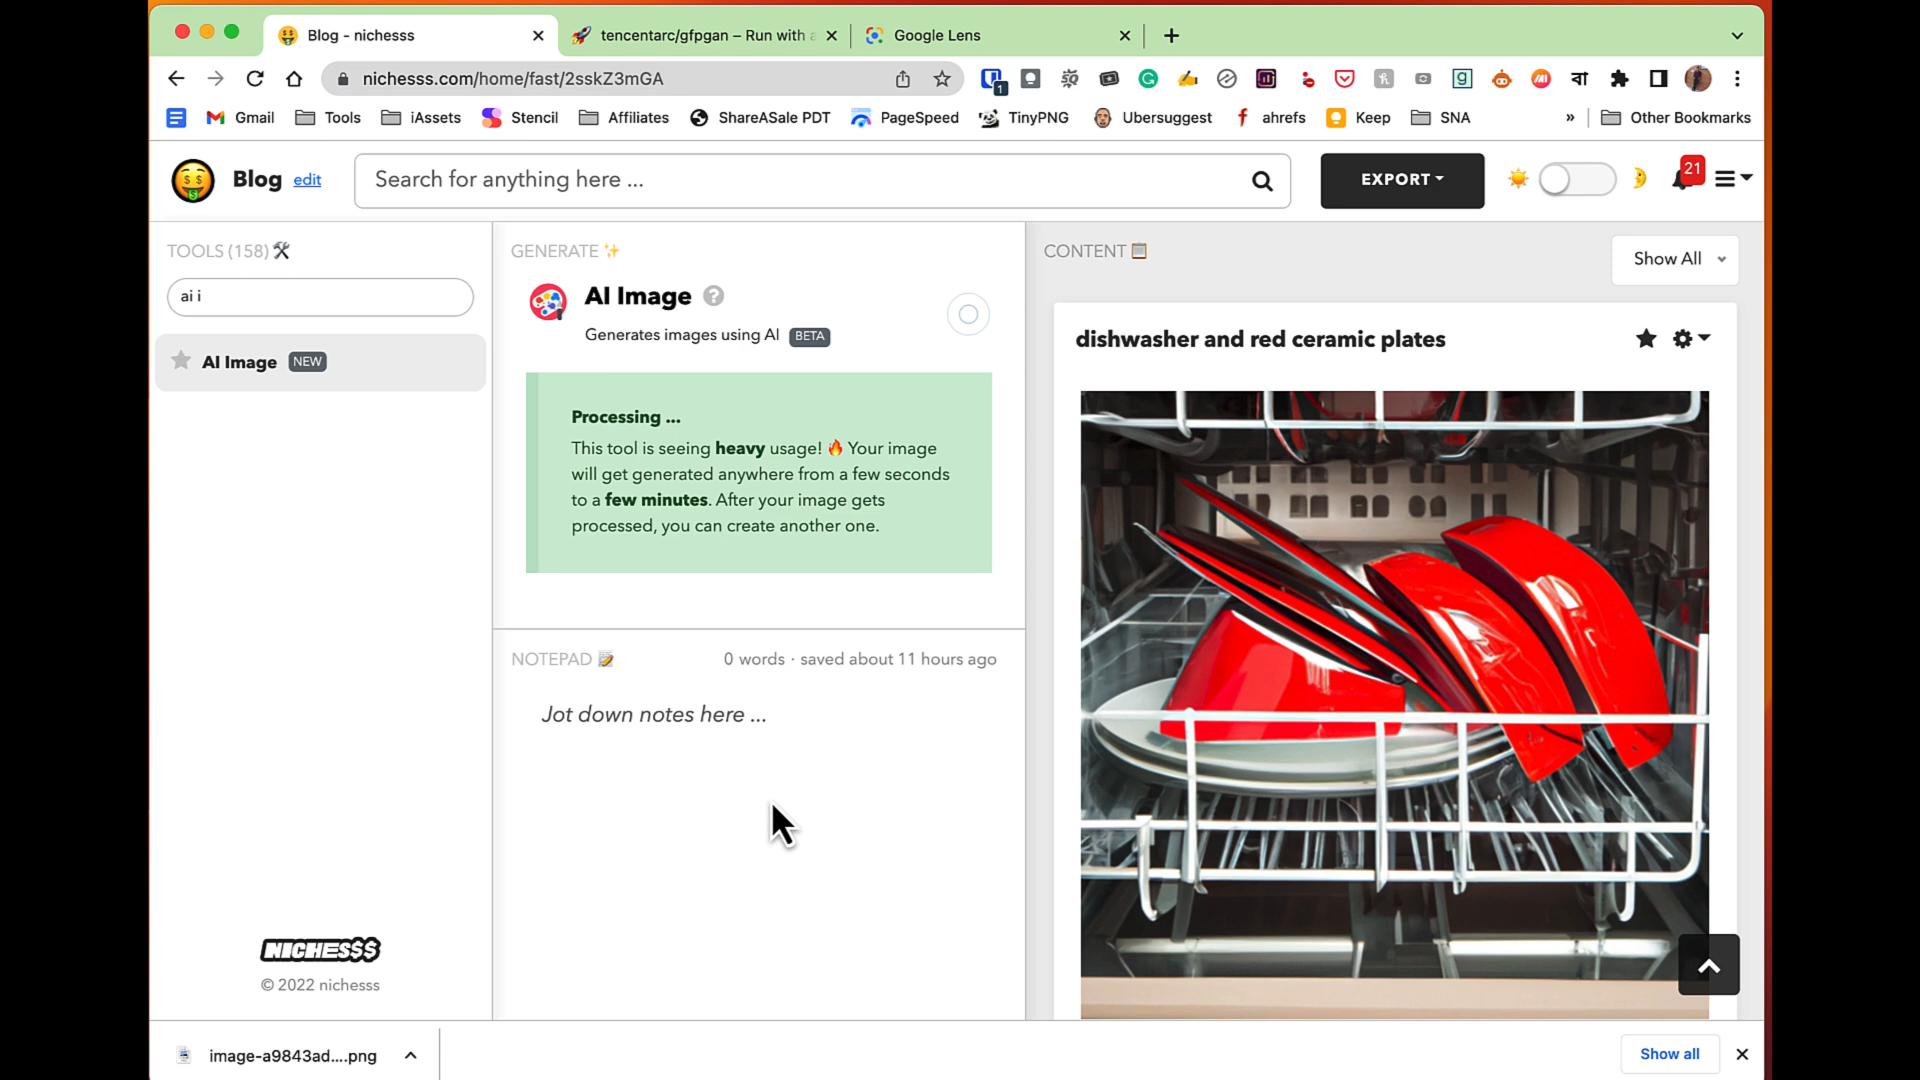 Blog - nichesss
tencentarc/gfpgan – Run with a
Google Lens
nichesss.com/home/fast/2sskZ3mGA
1
Gmail
Tools
iAssets
Stencil
Affiliates
ShareASale PDT
PageSpeed
TinyPNG
Ubersuggest
ahrefs
Keep
SNA
»
Other Bookmarks
Blog edit
Search for anything here ...
EXPORT
21
TOOLS (158)
ai i
AI Image NEW
NICHES$$
© 2022 nichesss
GENERATE
AI Image ?
Generates images using AI BETA
Processing ...
This tool is seeing heavy usage! 🔥 Your image
will get generated anywhere from a few seconds
to a few minutes. After your image gets
processed, you can create another one.
NOTEPAD
0 words · saved about 11 hours ago
Jot down notes here ...
CONTENT
Show All
dishwasher and red ceramic plates
image-a9843ad....png
Show all